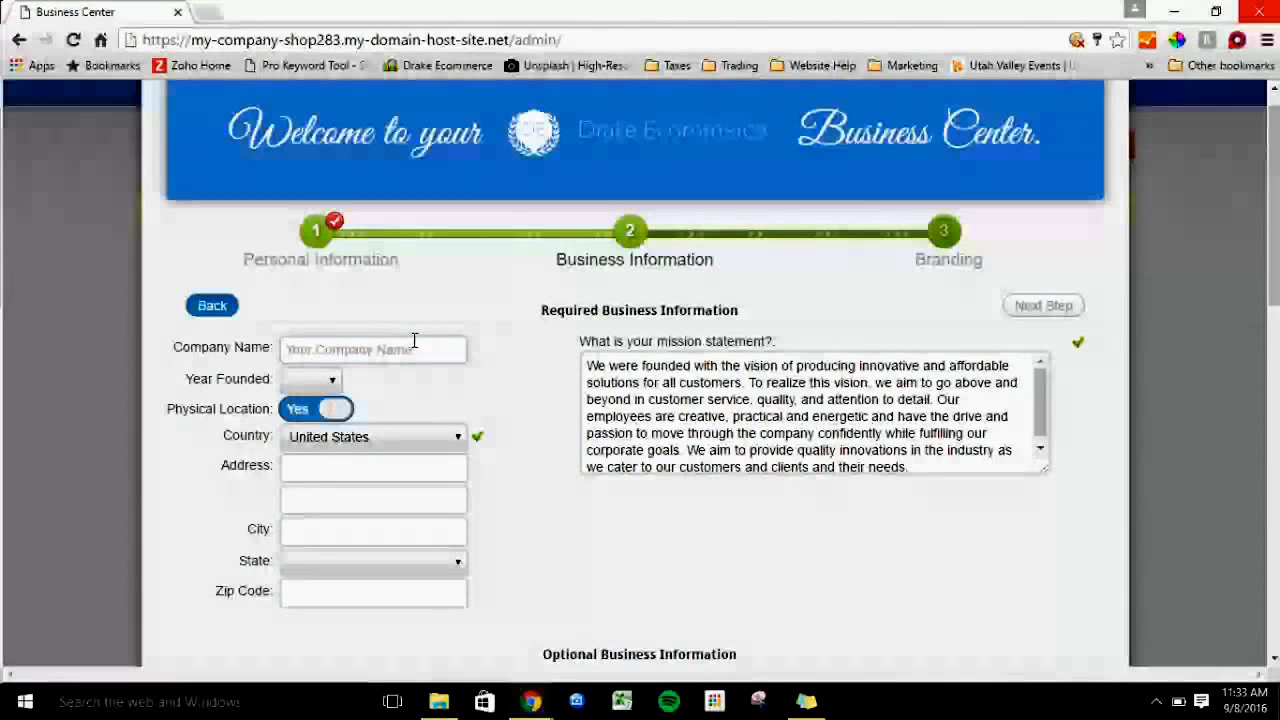 Business Center
https://my-company-shop283.my-domain-host-site.net/admin/
Apps Bookmarks Zoho Home Pro Keyword Tool - S Drake Ecommerce Unsplash | High-Res Taxes Trading Website Help Marketing Utah Valley Events | U » Other bookmarks
Welcome to your DE Drake Ecommerce Business Center.
1 2 3
Personal Information Business Information Branding
Back
Required Business Information
Next Step
Company Name: Your Company Name
Year Founded:
Physical Location: Yes
Country: United States
Address:
City:
State:
Zip Code:
What is your mission statement?:
We were founded with the vision of producing innovative and affordable
solutions for all customers. To realize this vision, we aim to go above and
beyond in customer service, quality, and attention to detail. Our
employees are creative, practical and energetic and have the drive and
passion to move through the company confidently while fulfilling our
corporate goals. We aim to provide quality innovations in the industry as
we cater to our customers and clients and their needs.
Optional Business Information
Search the web and Windows
11:33 AM
9/8/2016